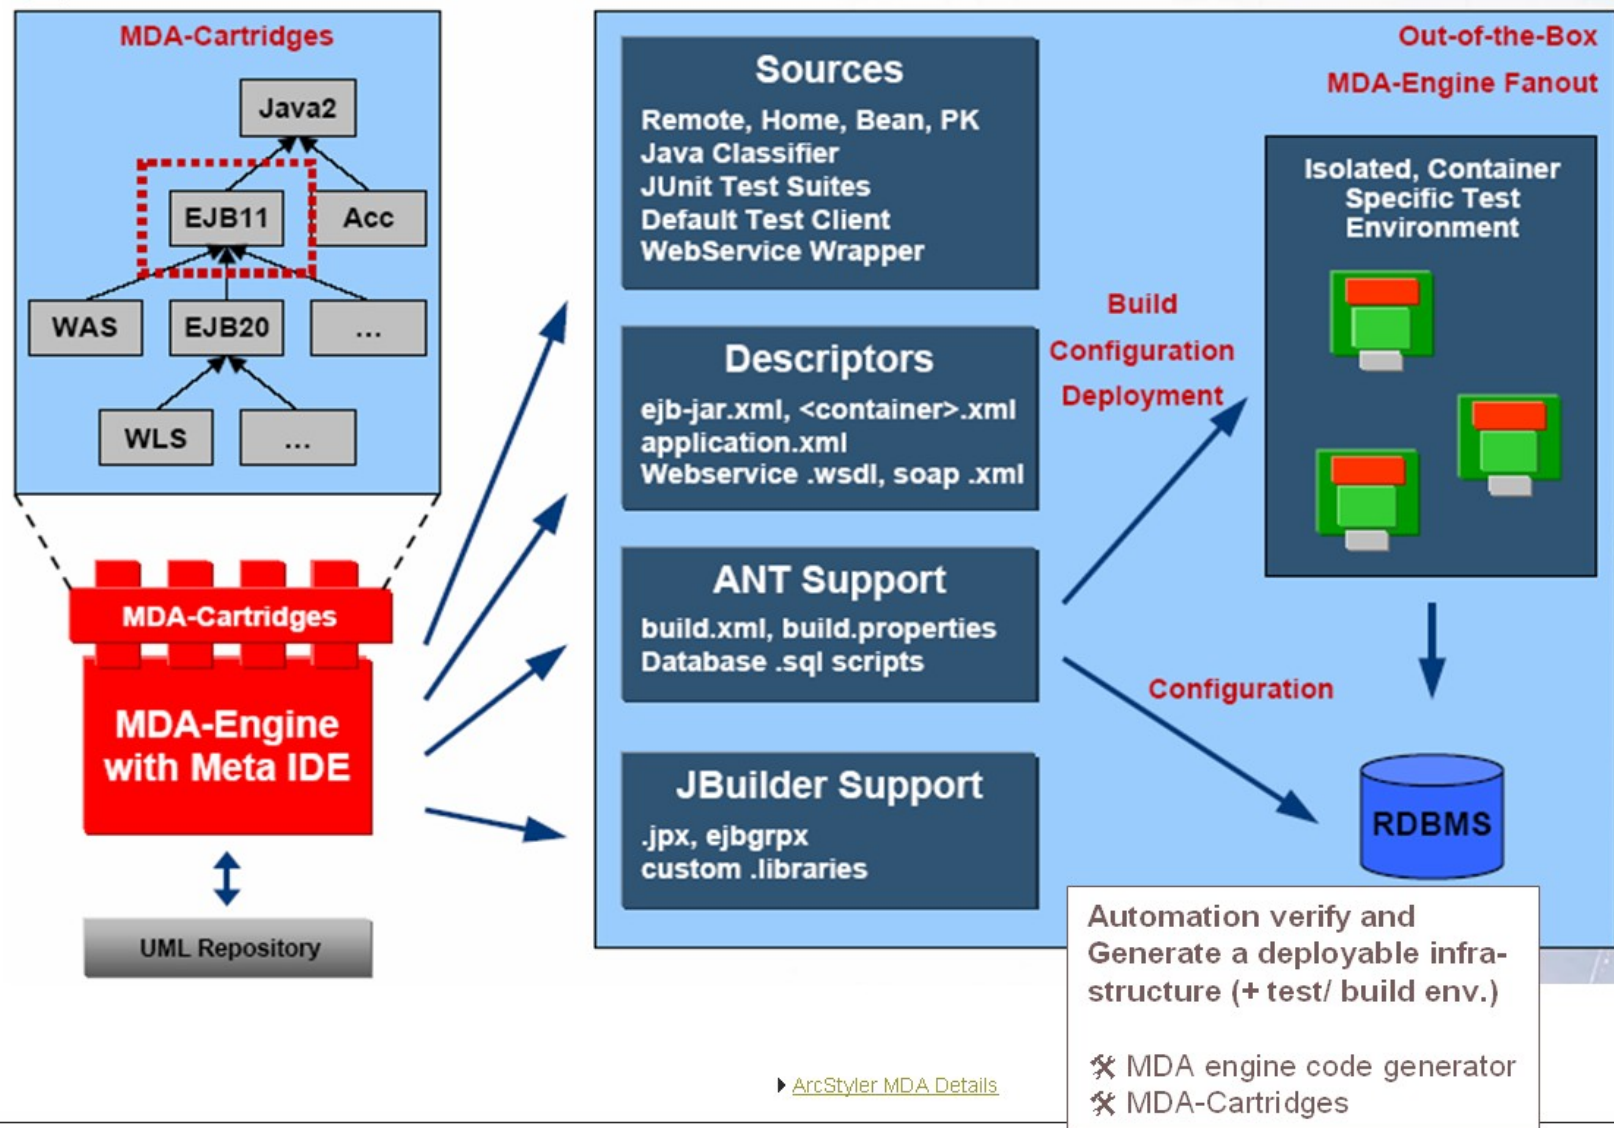 MDA-Cartridges
Java2
EJB11
Acc
WAS
EJB20
...
WLS
...
MDA-Cartridges
MDA-Engine
with Meta IDE
UML Repository
Out-of-the-Box
MDA-Engine Fanout
Sources
Remote, Home, Bean, PK
Java Classifier
JUnit Test Suites
Default Test Client
WebService Wrapper
Descriptors
ejb-jar.xml, <container>.xml
application.xml
Webservice .wsdl, soap .xml
ANT Support
build.xml, build.properties
Database .sql scripts
JBuilder Support
.jpx, ejbgrpx
custom .libraries
Build
Configuration
Deployment
Isolated, Container
Specific Test
Environment
Configuration
RDBMS
Automation verify and
Generate a deployable infra-
structure (+ test/ build env.)
MDA engine code generator
MDA-Cartridges
ArcStyler MDA Details